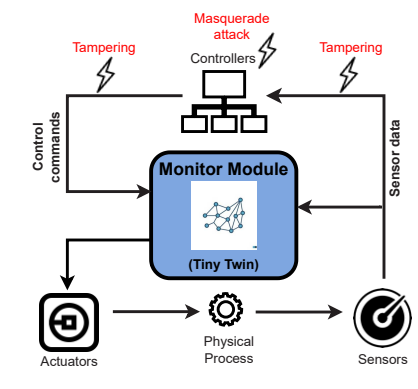 Masquerade
attack
Tampering
Tampering
Controllers
Control
commands
Sensor data
Monitor Module
(Tiny Twin)
Physical
Process
Actuators
Sensors